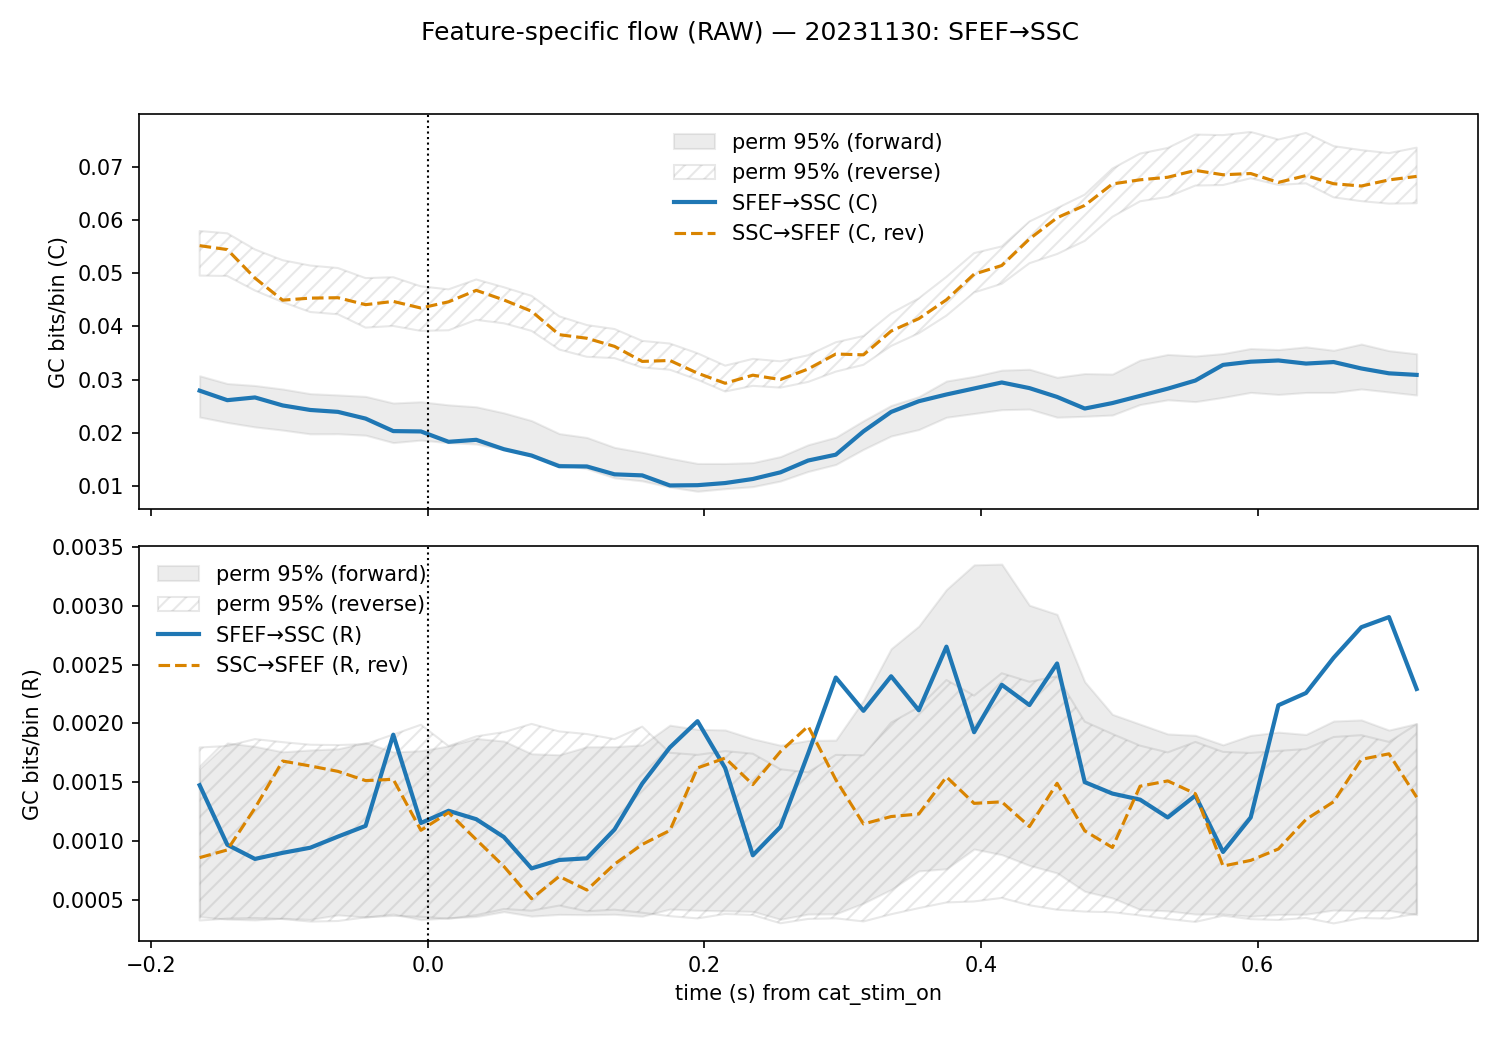 Feature-specific flow (RAW) — 20231130: SFEF→SSC
perm 95% (forward)
perm 95% (reverse)
SFEF→SSC (C)
SSC→SFEF (C, rev)
GC bits/bin (C)
0.07
0.06
0.05
0.04
0.03
0.02
0.01
perm 95% (forward)
perm 95% (reverse)
SFEF→SSC (R)
SSC→SFEF (R, rev)
GC bits/bin (R)
0.0035
0.0030
0.0025
0.0020
0.0015
0.0010
0.0005
−0.2 0.0 0.2 0.4 0.6
time (s) from cat_stim_on